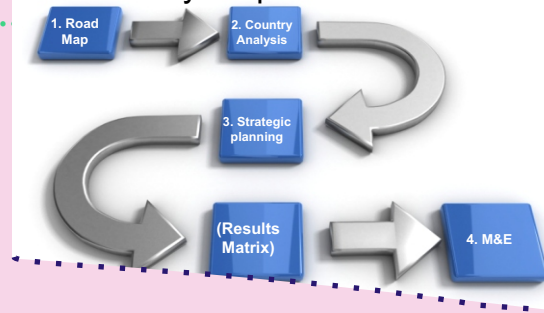 1. Road
Map
2. Country
Analysis
3. Strategic
planning
(Results
Matrix)
4. M&E